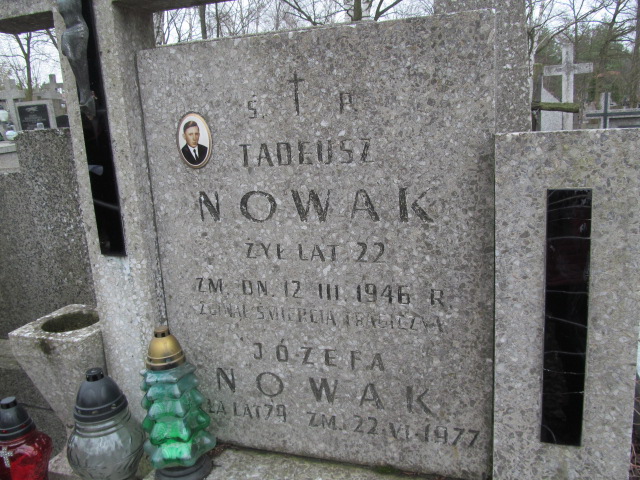 Ś. P.
TADEUSZ
NOWAK
ŻYŁ LAT 22
ZM. DN. 12 III. 1946 R.
ZGINĄŁ ŚMIERCIĄ TRAGICZNĄ
JÓZEFA
NOWAK
LAT 79 ZM. 22.VI-1977